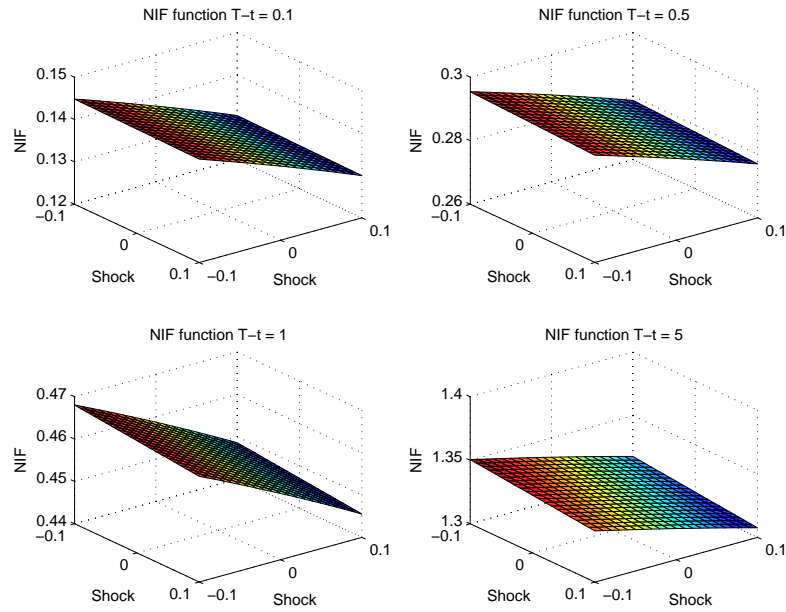 NIF function T−t = 0.1
0.15
0.14
0.13
0.12
NIF
−0.1
0
0.1
Shock
−0.1
0
0.1
Shock
NIF function T−t = 0.5
0.3
0.28
0.26
NIF
−0.1
0
0.1
Shock
−0.1
0
0.1
Shock
NIF function T−t = 1
0.47
0.46
0.45
0.44
NIF
−0.1
0
0.1
Shock
−0.1
0
0.1
Shock
NIF function T−t = 5
1.4
1.35
1.3
NIF
−0.1
0
0.1
Shock
−0.1
0
0.1
Shock